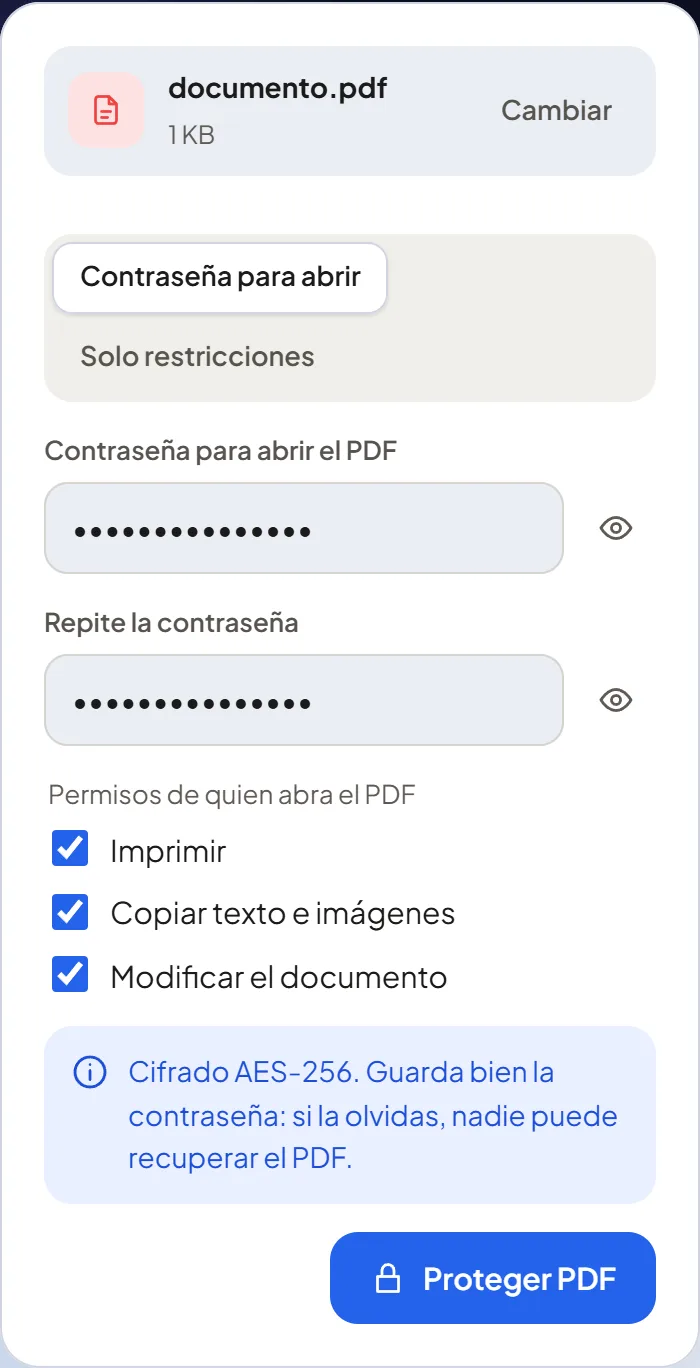 documento.pdf
1 KB
Cambiar
Contraseña para abrir
Solo restricciones
Contraseña para abrir el PDF
•••••••••••••••
Repite la contraseña
•••••••••••••••
Permisos de quien abra el PDF
Imprimir
Copiar texto e imágenes
Modificar el documento
Cifrado AES-256. Guarda bien la
contraseña: si la olvidas, nadie puede
recuperar el PDF.
Proteger PDF